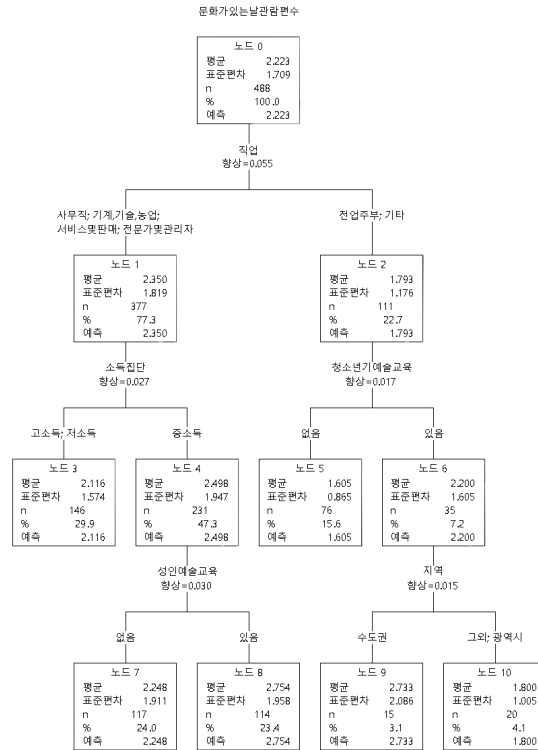 문화가있는날관람편수
노드 0
평균 2.223
표준편차 1.709
n 488
% 100.0
예측 2.223
직업
향상=0.055
사무직; 기계,기술,농업;
서비스및판매; 전문가및관리자
전업주부; 기타
노드 1
평균 2.350
표준편차 1.819
n 377
% 77.3
예측 2.350
노드 2
평균 1.793
표준편차 1.176
n 111
% 22.7
예측 1.793
소득집단
향상=0.027
청소년기예술교육
향상=0.017
고소득; 저소득
중소득
없음
있음
노드 3
평균 2.116
표준편차 1.574
n 146
% 29.9
예측 2.116
노드 4
평균 2.498
표준편차 1.947
n 231
% 47.3
예측 2.498
노드 5
평균 1.605
표준편차 0.865
n 76
% 15.6
예측 1.605
노드 6
평균 2.200
표준편차 1.605
n 35
% 7.2
예측 2.200
성인예술교육
향상=0.030
지역
향상=0.015
없음
있음
수도권
그외; 광역시
노드 7
평균 2.248
표준편차 1.911
n 117
% 24.0
예측 2.248
노드 8
평균 2.754
표준편차 1.958
n 114
% 23.4
예측 2.754
노드 9
평균 2.733
표준편차 2.086
n 15
% 3.1
예측 2.733
노드 10
평균 1.800
표준편차 1.005
n 20
% 4.1
예측 1.800